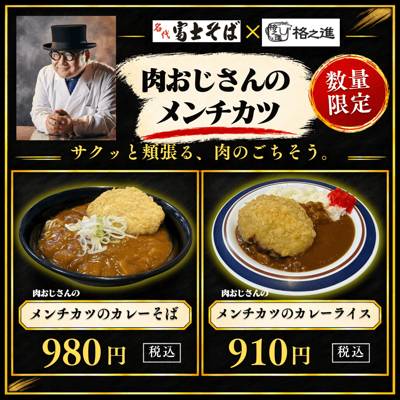 名代 富士そば × 格之進
肉おじさんの
メンチカツ
数量
限定
サクッと頬張る、肉のごちそう。
肉おじさんの
メンチカツのカレーそば
980円 税込
肉おじさんの
メンチカツのカレーライス
910円 税込